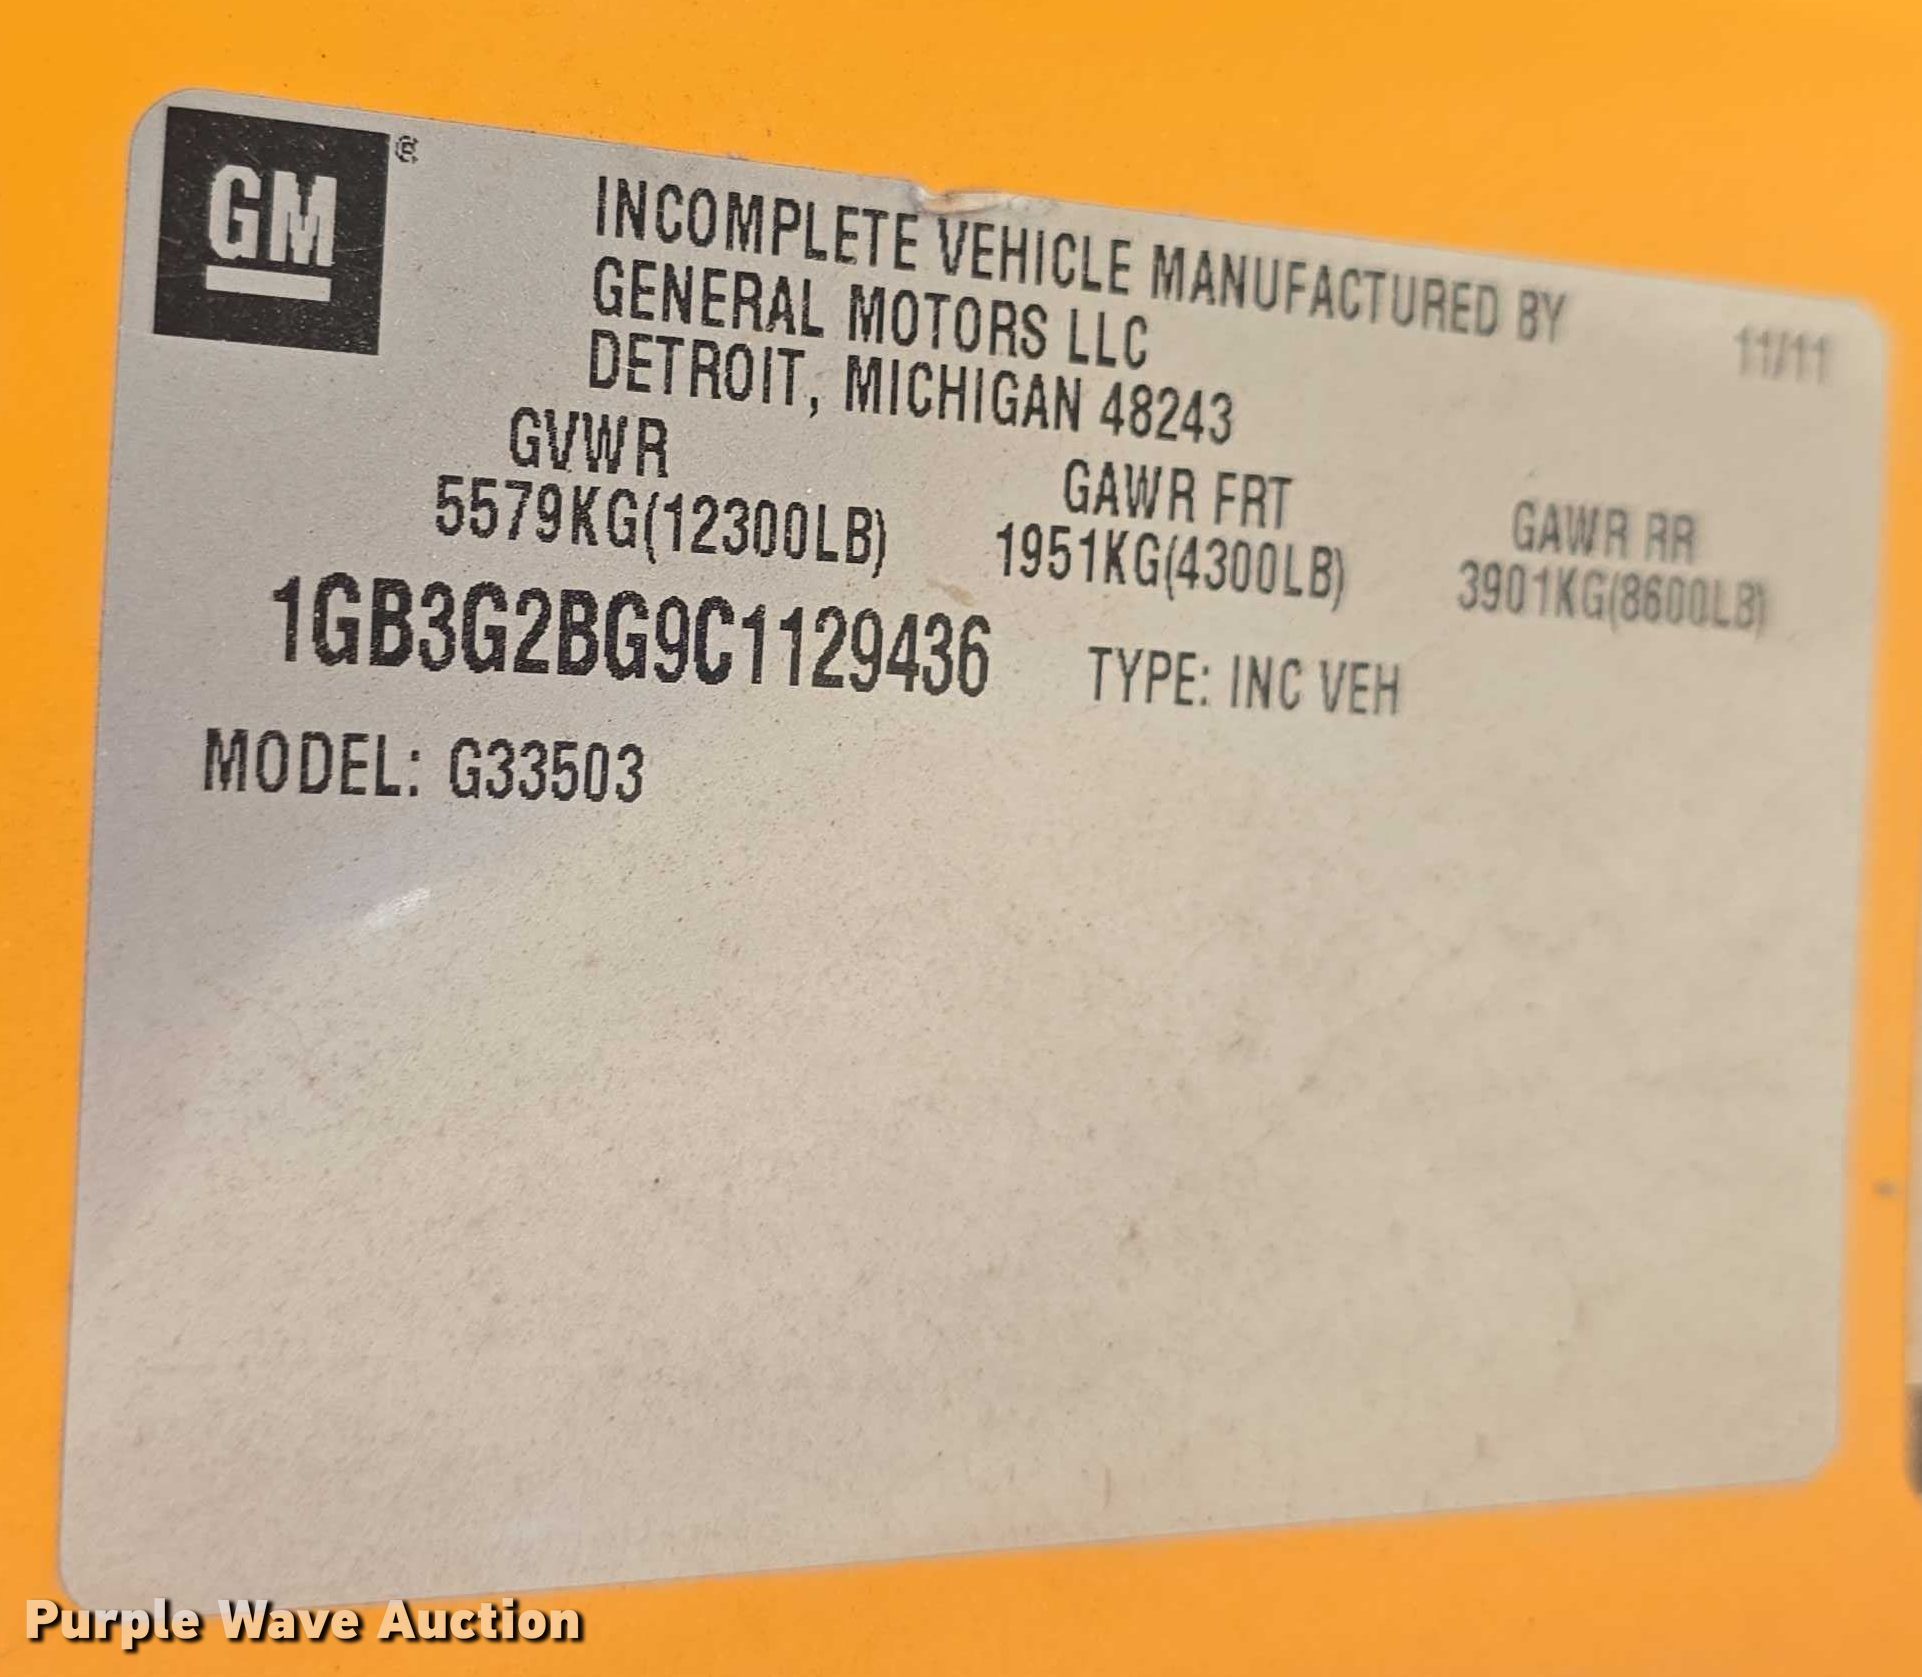 GM ®
INCOMPLETE VEHICLE MANUFACTURED BY
GENERAL MOTORS LLC
DETROIT, MICHIGAN 48243
11/11
GVWR
5579KG(12300LB)
GAWR FRT
1951KG(4300LB)
GAWR RR
3901KG(8600LB)
1GB3G2BG9C1129436
TYPE: INC VEH
MODEL: G33503
Purple Wave Auction